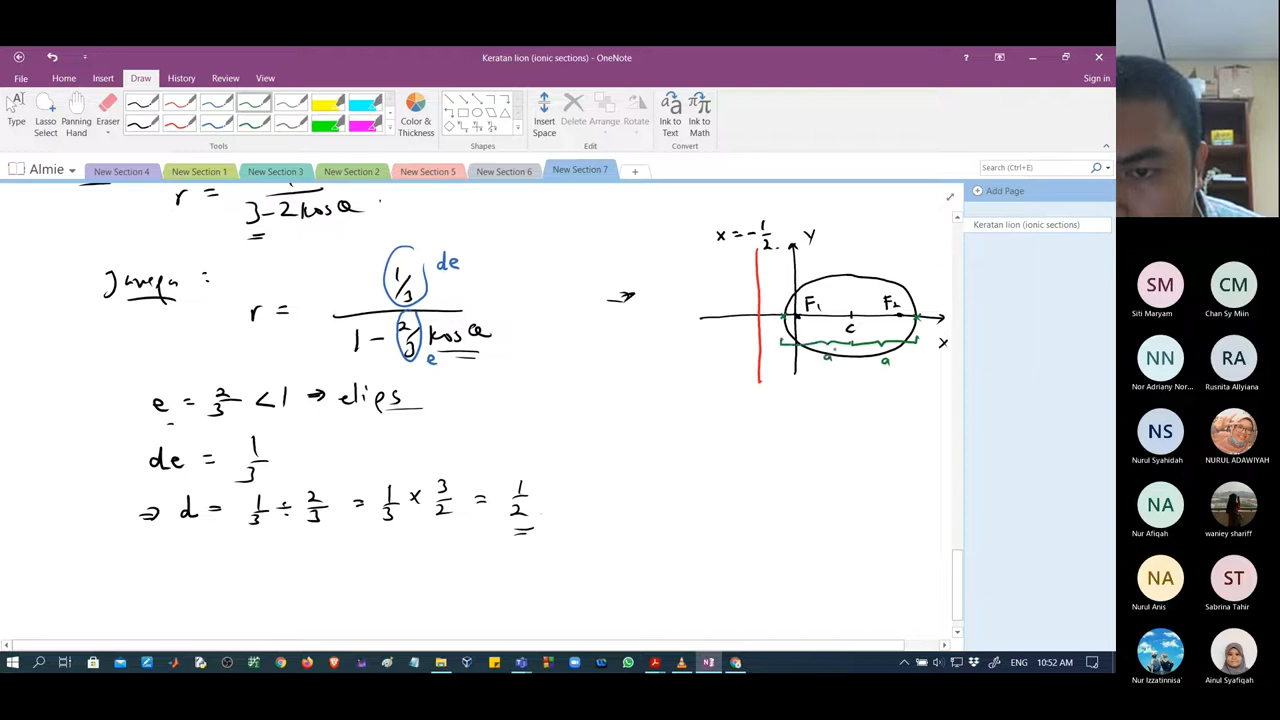 Keratan lion (ionic sections) - OneNote
File Home Insert Draw History Review View Sign in
Type Lasso Select Panning Hand Eraser Color & Thickness Insert Space Delete Arrange Rotate Ink to Text Ink to Math
Tools Shapes Edit Convert
Almie New Section 4 New Section 1 New Section 3 New Section 2 New Section 5 New Section 6 New Section 7 Search (Ctrl+E)
Add Page
Keratan lion (ionic sections)
r = 1/(3 - 2 kos θ)
Jawapan :
r = (1/3)/(1 - 2/3 kos θ)
de
e
e = 2/3 < 1 ⇒ elips
de = 1/3
⇒ d = 1/3 ÷ 2/3 = 1/3 × 3/2 = 1/2
x = -1/2
y
F1 F2
C
x
a a
SM CM
Siti Maryam Chan Sy Miin
NN RA
Nor Adriany Nor... Rusnita Allyiana
NS
Nurul Syahidah NURUL ADAWIYAH
NA
Nur Afiqah waniey shariff
NA ST
Nurul Anis Sabrina Tahir
Nur Izzatinnisa' Ainul Syafiqah
ENG 10:52 AM